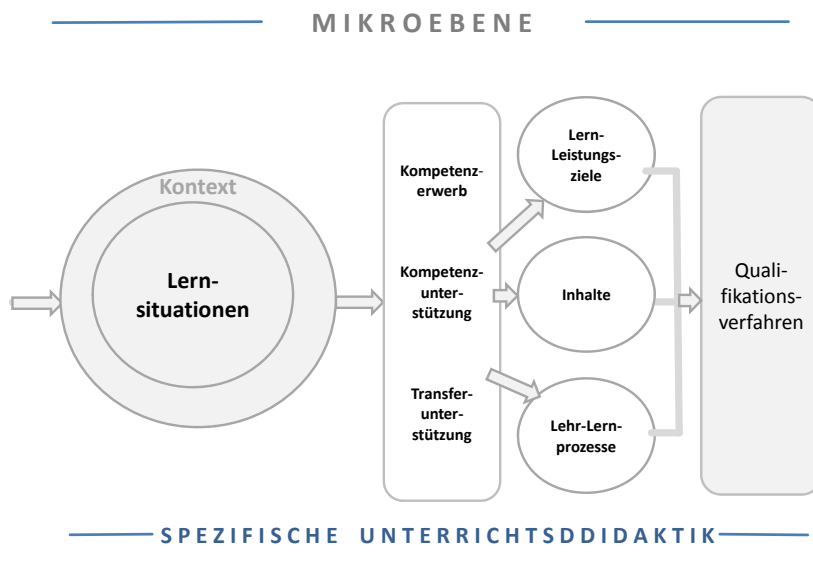 MIKROEBENE
Kontext
Lern-
situationen
Kompetenz-
erwerb
Kompetenz-
unter-
stützung
Transfer-
unter-
stützung
Lern-
Leistungs-
ziele
Inhalte
Lehr-Lern-
prozesse
Quali-
fikations-
verfahren
SPEZIFISCHE UNTERRICHTSDDIDAKTIK